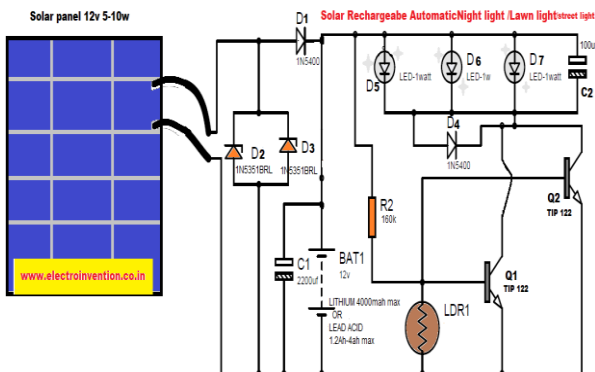 Solar panel 12v 5-10w
Solar Rechargeabe AutomaticNight light /Lawn light/street light
D1
1N5400
100u
C2
D5
LED-1watt
D6
LED-1w
D7
LED-1watt
D4
1N5400
D2
1N5351BRL
D3
1N5351BRL
R2
160k
Q2
TIP 122
Q1
TIP 122
C1
2200uf
BAT1
12v
LITHIUM 4000mah max
OR
LEAD ACID
1.2Ah-4ah max
LDR1
www.electroinvention.co.in